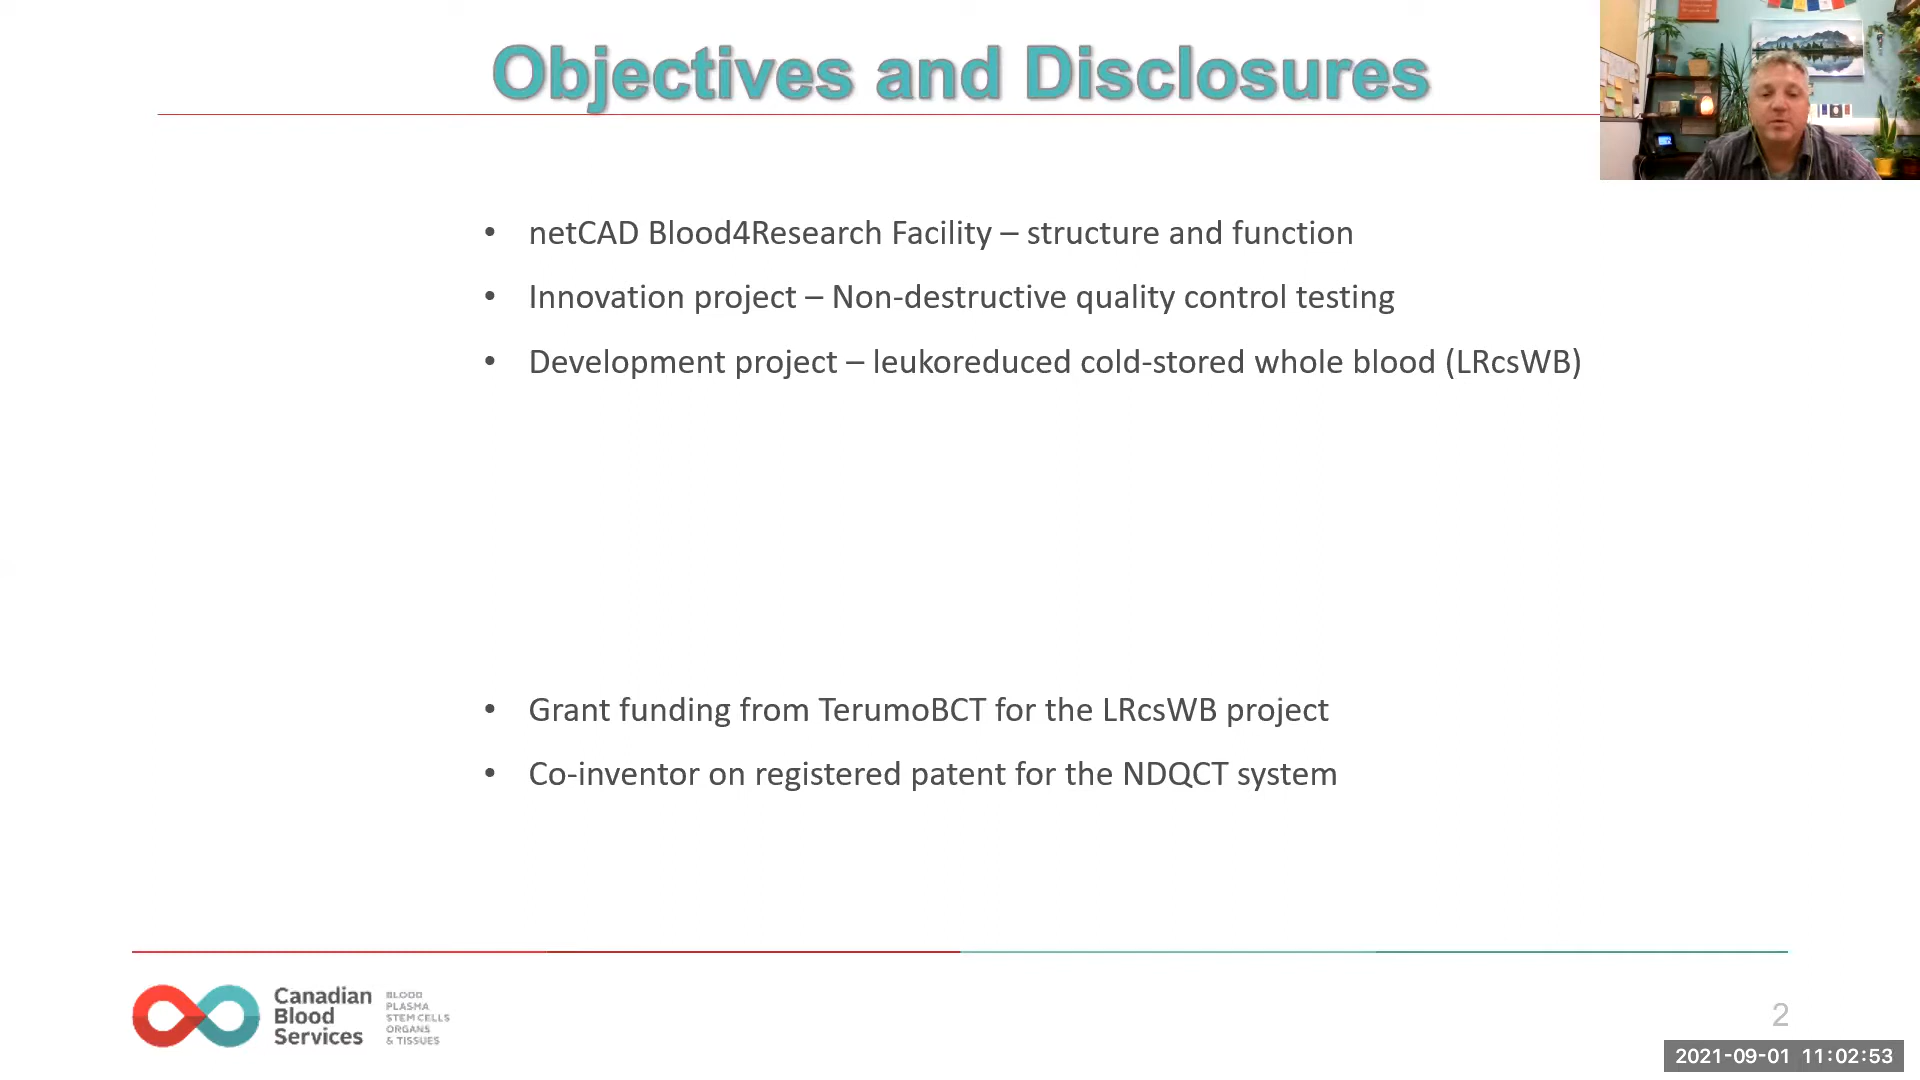 Objectives and Disclosures
• netCAD Blood4Research Facility – structure and function
• Innovation project – Non-destructive quality control testing
• Development project – leukoreduced cold-stored whole blood (LRcsWB)
• Grant funding from TerumoBCT for the LRcsWB project
• Co-inventor on registered patent for the NDQCT system
Canadian
Blood
Services
BLOOD
PLASMA
STEM CELLS
ORGANS
& TISSUES
2
2021-09-01 11:02:53